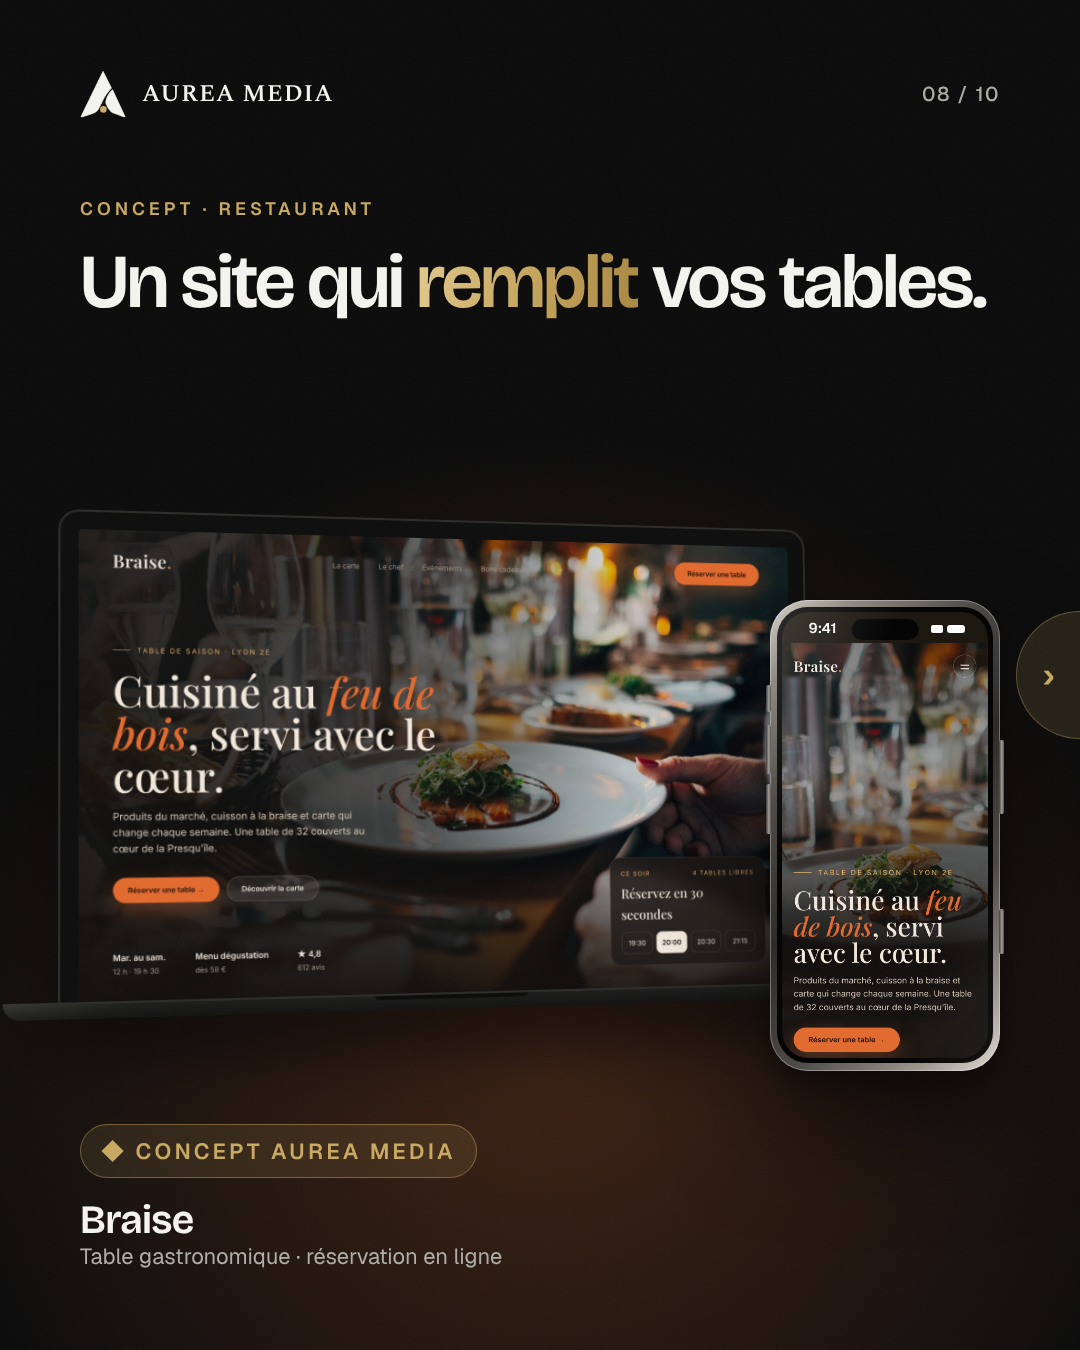 AUREA MEDIA
08 / 10
CONCEPT · RESTAURANT
Un site qui remplit vos tables.
Braise.
La carte Le chef Évènements Bons cadeaux
Réserver une table
TABLE DE SAISON · LYON 2E
Cuisiné au feu de
bois, servi avec le
cœur.
Produits du marché, cuisson à la braise et carte qui
change chaque semaine. Une table de 32 couverts au
cœur de la Presqu'île.
Réserver une table →
Découvrir la carte
Mar. au sam.
12 h · 19 h 30
Menu dégustation
dès 58 €
★ 4,8
612 avis
CE SOIR
4 TABLES LIBRES
Réservez en 30
secondes
19:30 20:00 20:30 21:15
9:41
Braise.
TABLE DE SAISON · LYON 2E
Cuisiné au feu
de bois, servi
avec le cœur.
Produits du marché, cuisson à la braise et
carte qui change chaque semaine. Une table
de 32 couverts au cœur de la Presqu'île.
Réserver une table →
›
◆ CONCEPT AUREA MEDIA
Braise
Table gastronomique · réservation en ligne